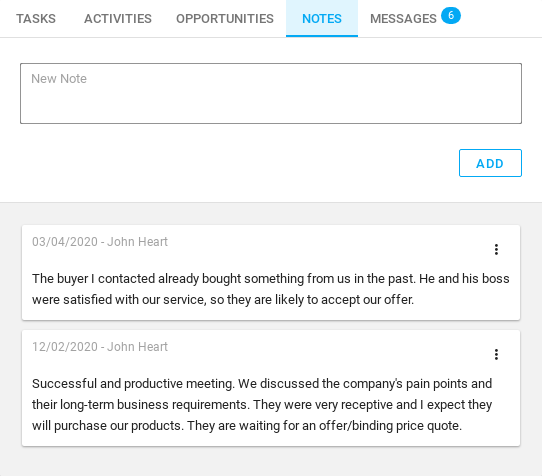 TASKS ACTIVITIES OPPORTUNITIES NOTES MESSAGES 6
New Note
ADD
03/04/2020 - John Heart
The buyer I contacted already bought something from us in the past. He and his boss
were satisfied with our service, so they are likely to accept our offer.
12/02/2020 - John Heart
Successful and productive meeting. We discussed the company's pain points and
their long-term business requirements. They were very receptive and I expect they
will purchase our products. They are waiting for an offer/binding price quote.